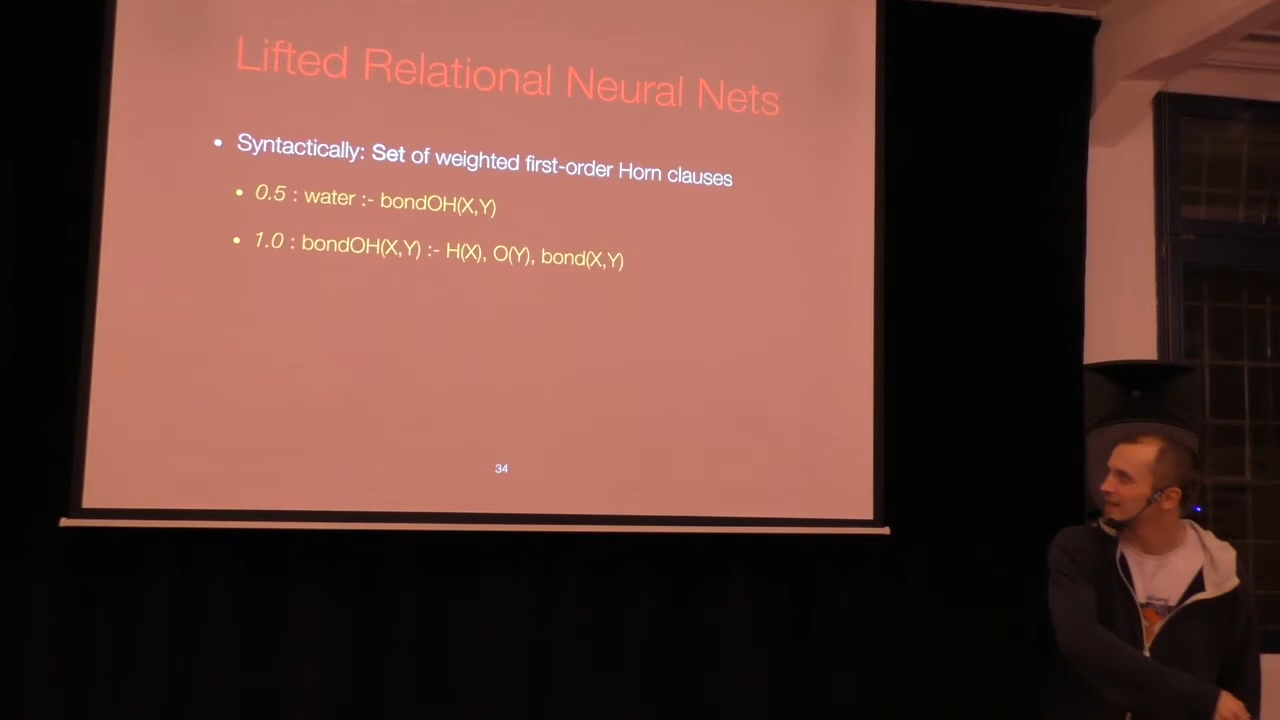 Lifted Relational Neural Nets
• Syntactically: Set of weighted first-order Horn clauses
• 0.5 : water :- bondOH(X,Y)
• 1.0 : bondOH(X,Y) :- H(X), O(Y), bond(X,Y)
34